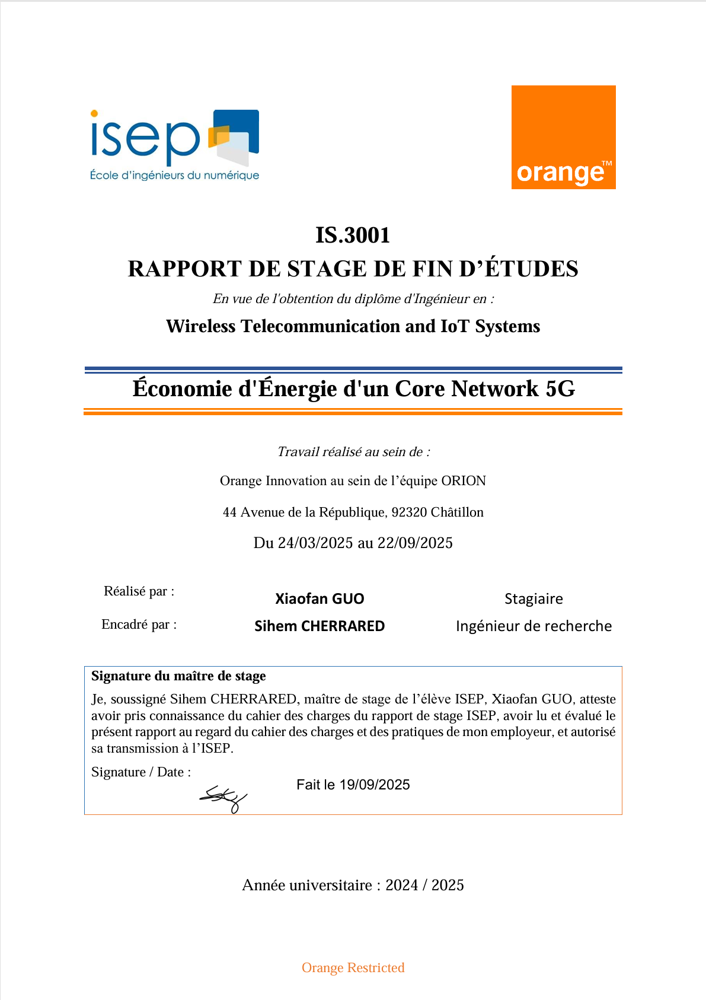 isep
École d'ingénieurs du numérique
orange™
IS.3001
RAPPORT DE STAGE DE FIN D’ÉTUDES
En vue de l'obtention du diplôme d'Ingénieur en :
Wireless Telecommunication and IoT Systems
Économie d'Énergie d'un Core Network 5G
Travail réalisé au sein de :
Orange Innovation au sein de l’équipe ORION
44 Avenue de la République, 92320 Châtillon
Du 24/03/2025 au 22/09/2025
Réalisé par : Xiaofan GUO Stagiaire
Encadré par : Sihem CHERRARED Ingénieur de recherche
Signature du maître de stage
Je, soussigné Sihem CHERRARED, maître de stage de l’élève ISEP, Xiaofan GUO, atteste
avoir pris connaissance du cahier des charges du rapport de stage ISEP, avoir lu et évalué le
présent rapport au regard du cahier des charges et des pratiques de mon employeur, et autorisé
sa transmission à l’ISEP.
Signature / Date :
Fait le 19/09/2025
Année universitaire : 2024 / 2025
Orange Restricted